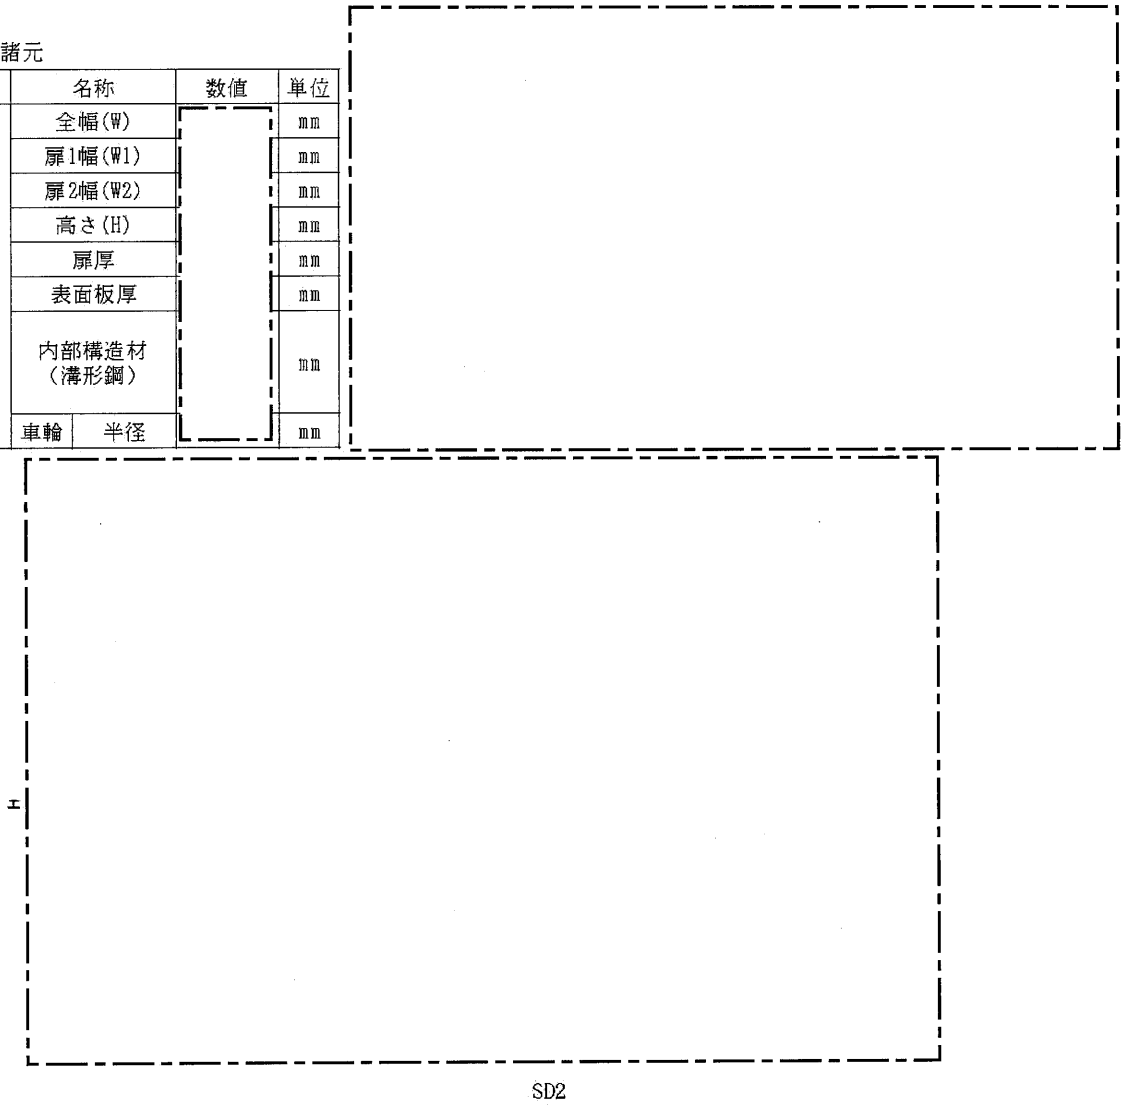 諸元
名称 数値 単位
全幅(W) mm
扉1幅(W1) mm
扉2幅(W2) mm
高さ(H) mm
扉厚 mm
表面板厚 mm
内部構造材
(溝形鋼) mm
車輪 半径 mm
H
SD2